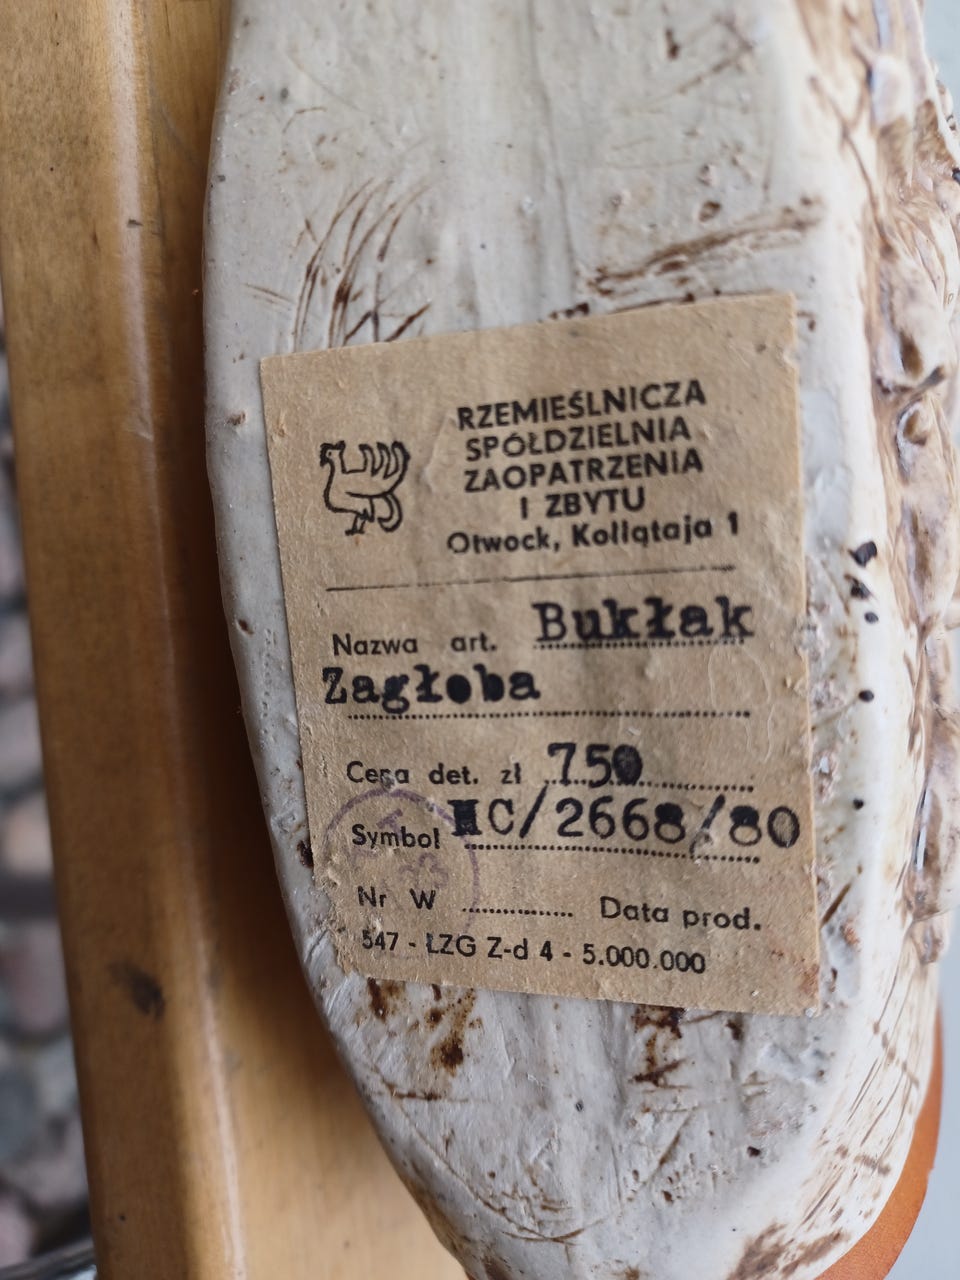 RZEMIEŚLNICZA
SPÓŁDZIELNIA
ZAOPATRZENIA
I ZBYTU
Otwock, Kołłątaja 1
Nazwa art. Bukłak
Zagłoba
Cena det. zł 750
Symbol HC/2668/80
Nr W ............... Data prod.
547 - LZG Z-d 4 - 5.000.000